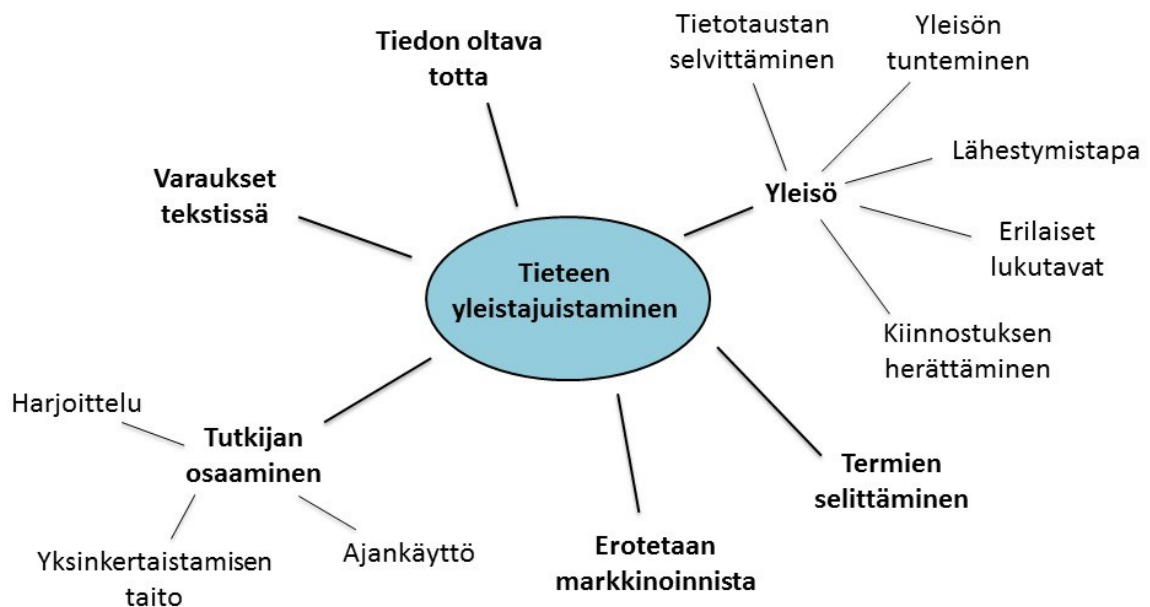 Tiedon oltava
totta
Tietotaustan
selvittäminen
Yleisön
tunteminen
Varaukset
tekstissä
Yleisö
Lähestymistapa
Erilaiset
lukutavat
Kiinnostuksen
herättäminen
Tieteen
yleistajuistaminen
Harjoittelu
Tutkijan
osaaminen
Yksinkertaistamisen
taito
Ajankäyttö
Erotetaan
markkinoinnista
Termien
selittäminen